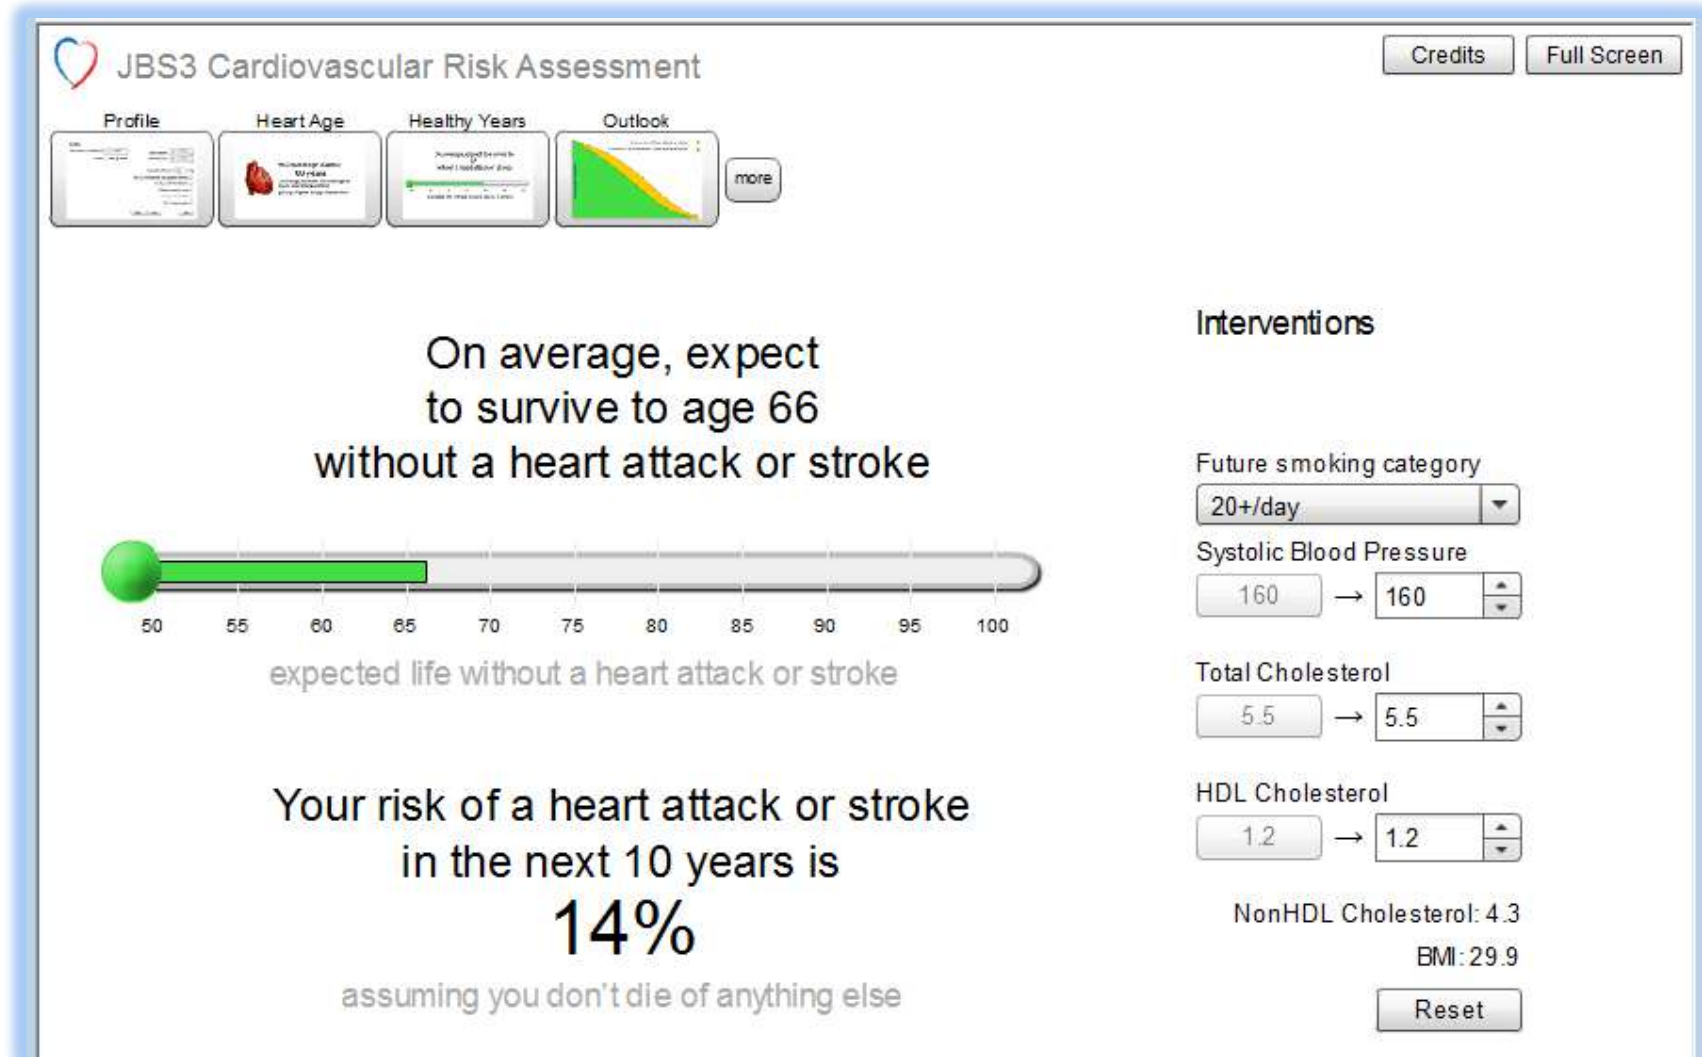 JBS3 Cardiovascular Risk Assessment
Credits
Full Screen
Profile
Heart Age
Healthy Years
Outlook
more
On average, expect
to survive to age 66
without a heart attack or stroke
50 55 60 65 70 75 80 85 90 95 100
expected life without a heart attack or stroke
Your risk of a heart attack or stroke
in the next 10 years is
14%
assuming you don't die of anything else
Interventions
Future smoking category
20+/day
Systolic Blood Pressure
160 → 160
Total Cholesterol
5.5 → 5.5
HDL Cholesterol
1.2 → 1.2
NonHDL Cholesterol: 4.3
BMI: 29.9
Reset